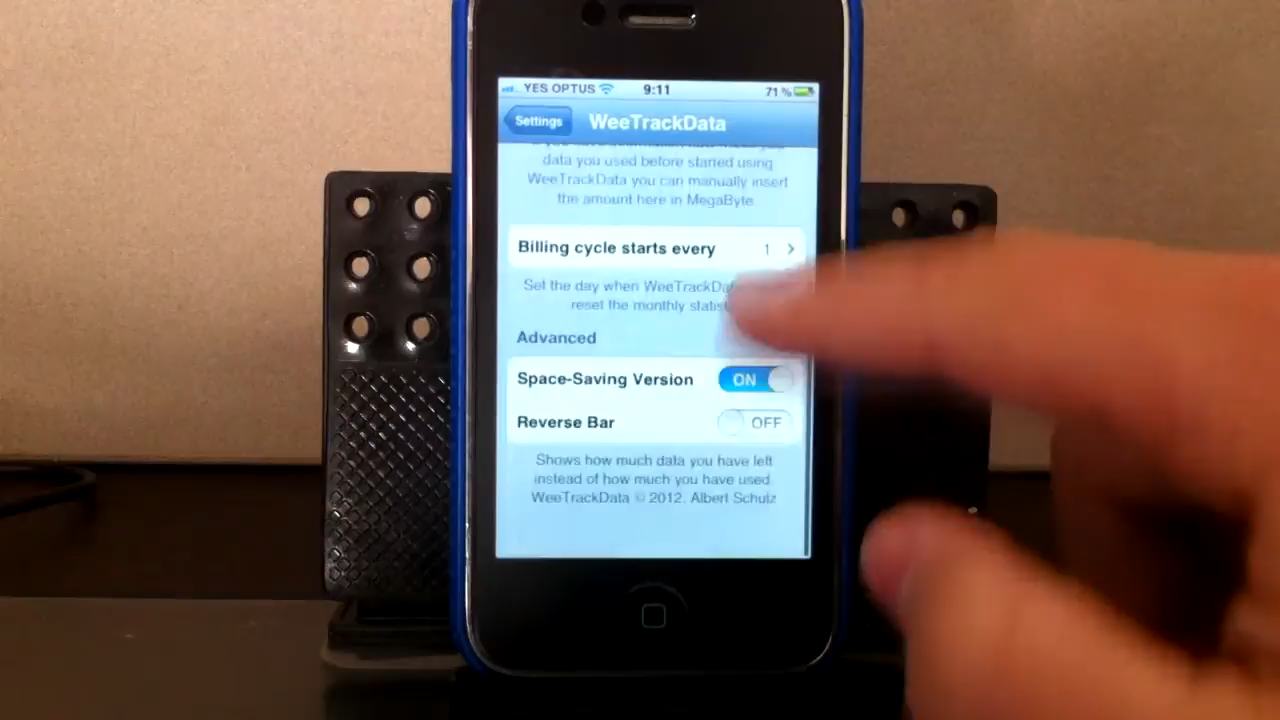 YES OPTUS 9:11 71 %
Settings WeeTrackData
data you used before started using
WeeTrackData you can manually insert
the amount here in MegaByte.
Billing cycle starts every 1
Set the day when WeeTrackData
reset the monthly
Advanced
Space-Saving Version ON
Reverse Bar OFF
Shows how much data you have left
instead of how much you have used.
WeeTrackData © 2012, Albert Schulz